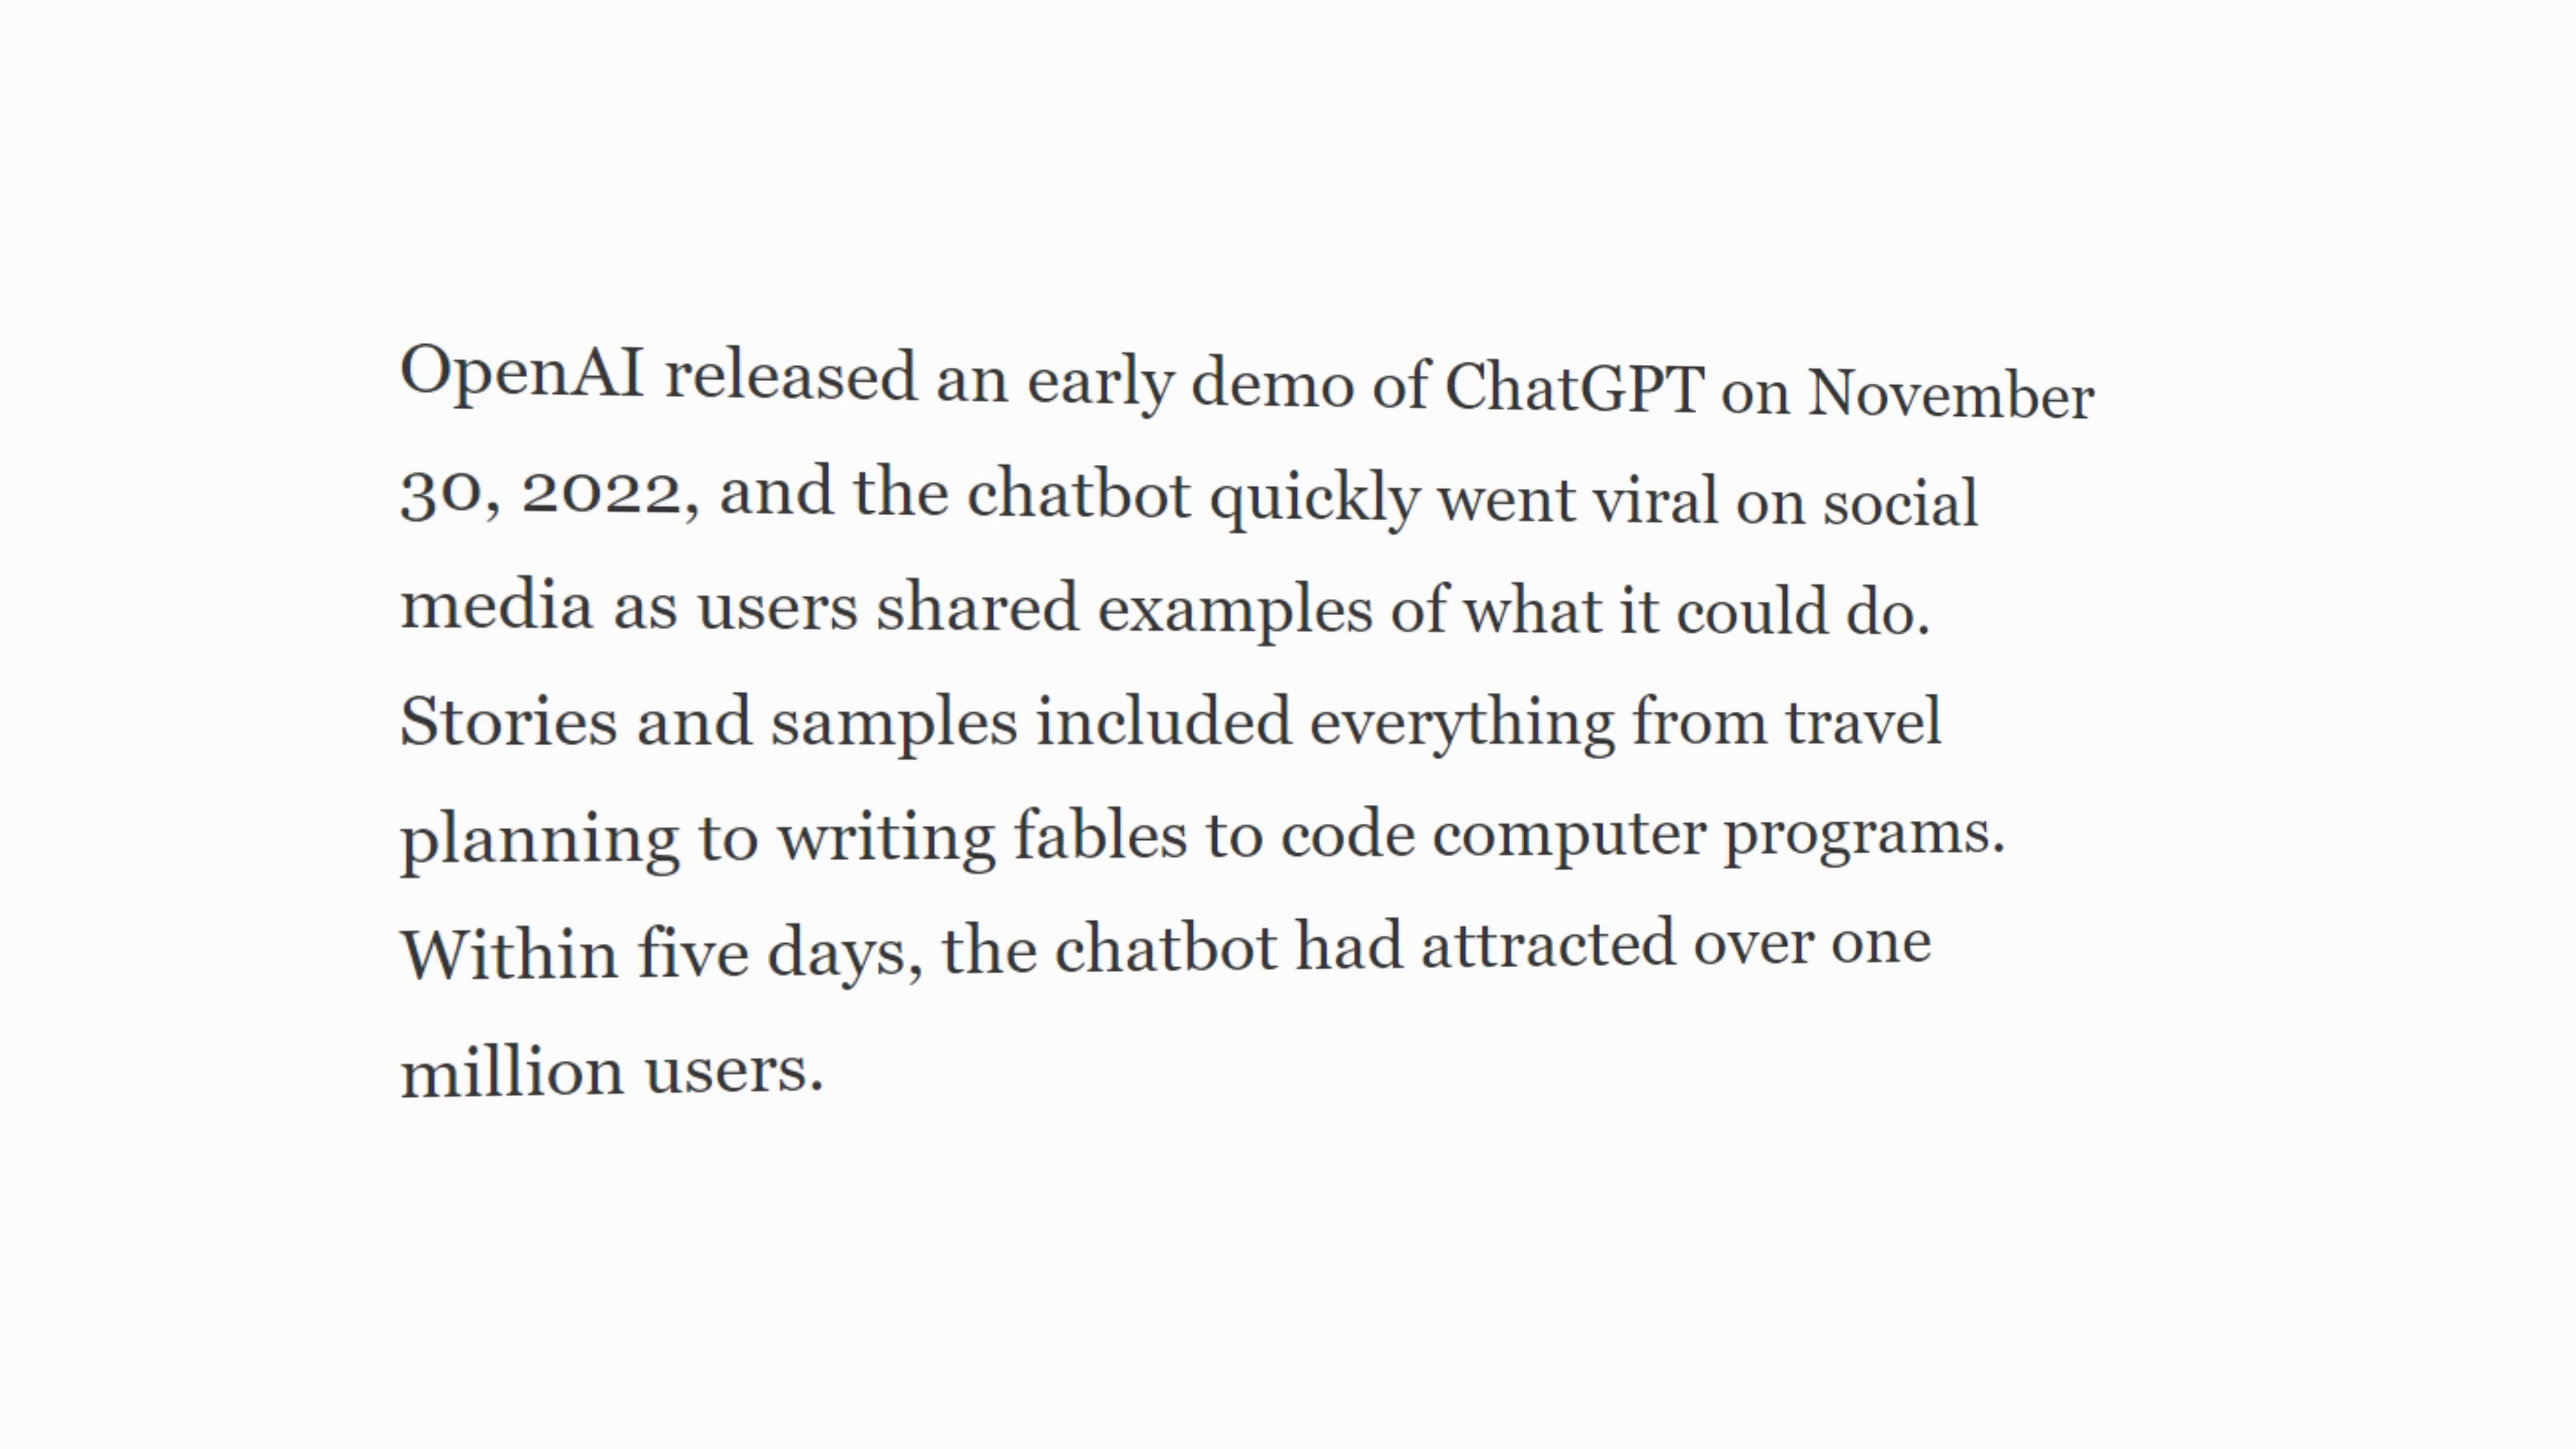 OpenAI released an early demo of ChatGPT on November
30, 2022, and the chatbot quickly went viral on social
media as users shared examples of what it could do.
Stories and samples included everything from travel
planning to writing fables to code computer programs.
Within five days, the chatbot had attracted over one
million users.